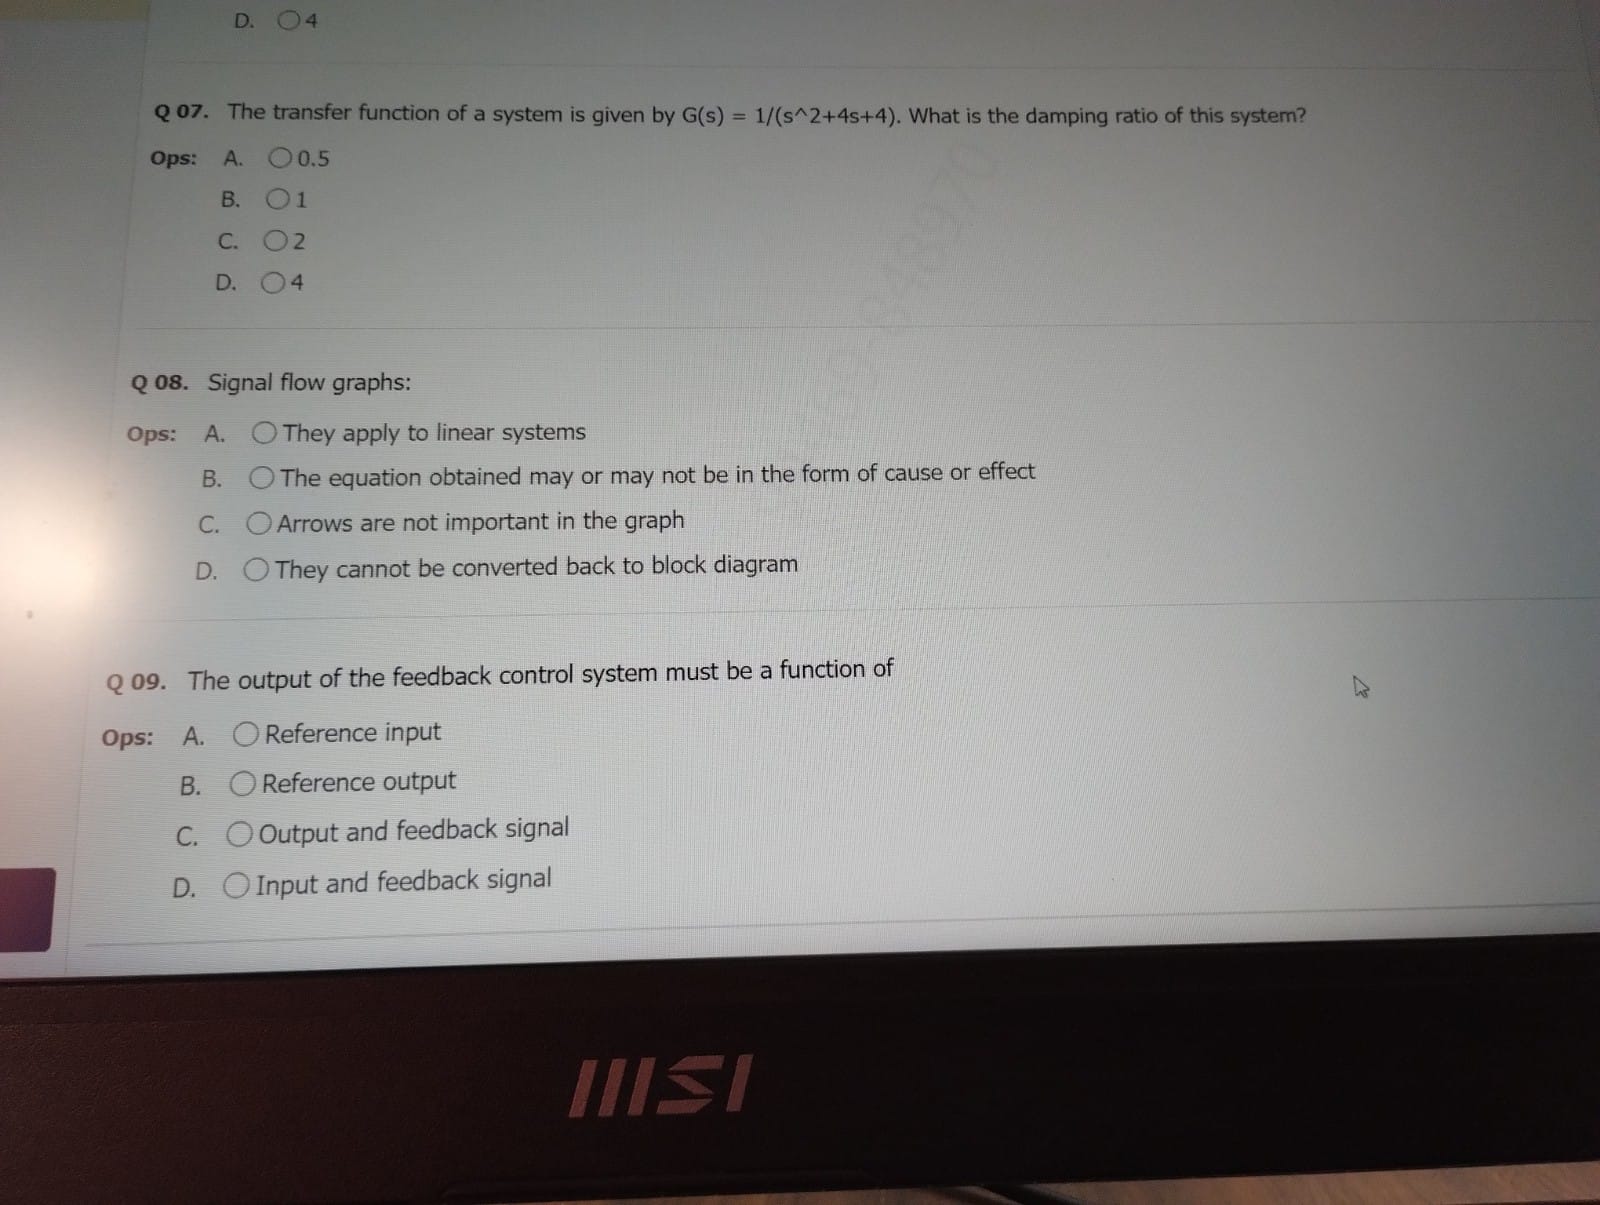 D. 4
Q 07. The transfer function of a system is given by G(s) = 1/(s^2+4s+4). What is the damping ratio of this system?
Ops: A. 0.5
B. 1
C. 2
D. 4
Q 08. Signal flow graphs:
Ops: A. They apply to linear systems
B. The equation obtained may or may not be in the form of cause or effect
C. Arrows are not important in the graph
D. They cannot be converted back to block diagram
Q 09. The output of the feedback control system must be a function of
Ops: A. Reference input
B. Reference output
C. Output and feedback signal
D. Input and feedback signal
msi